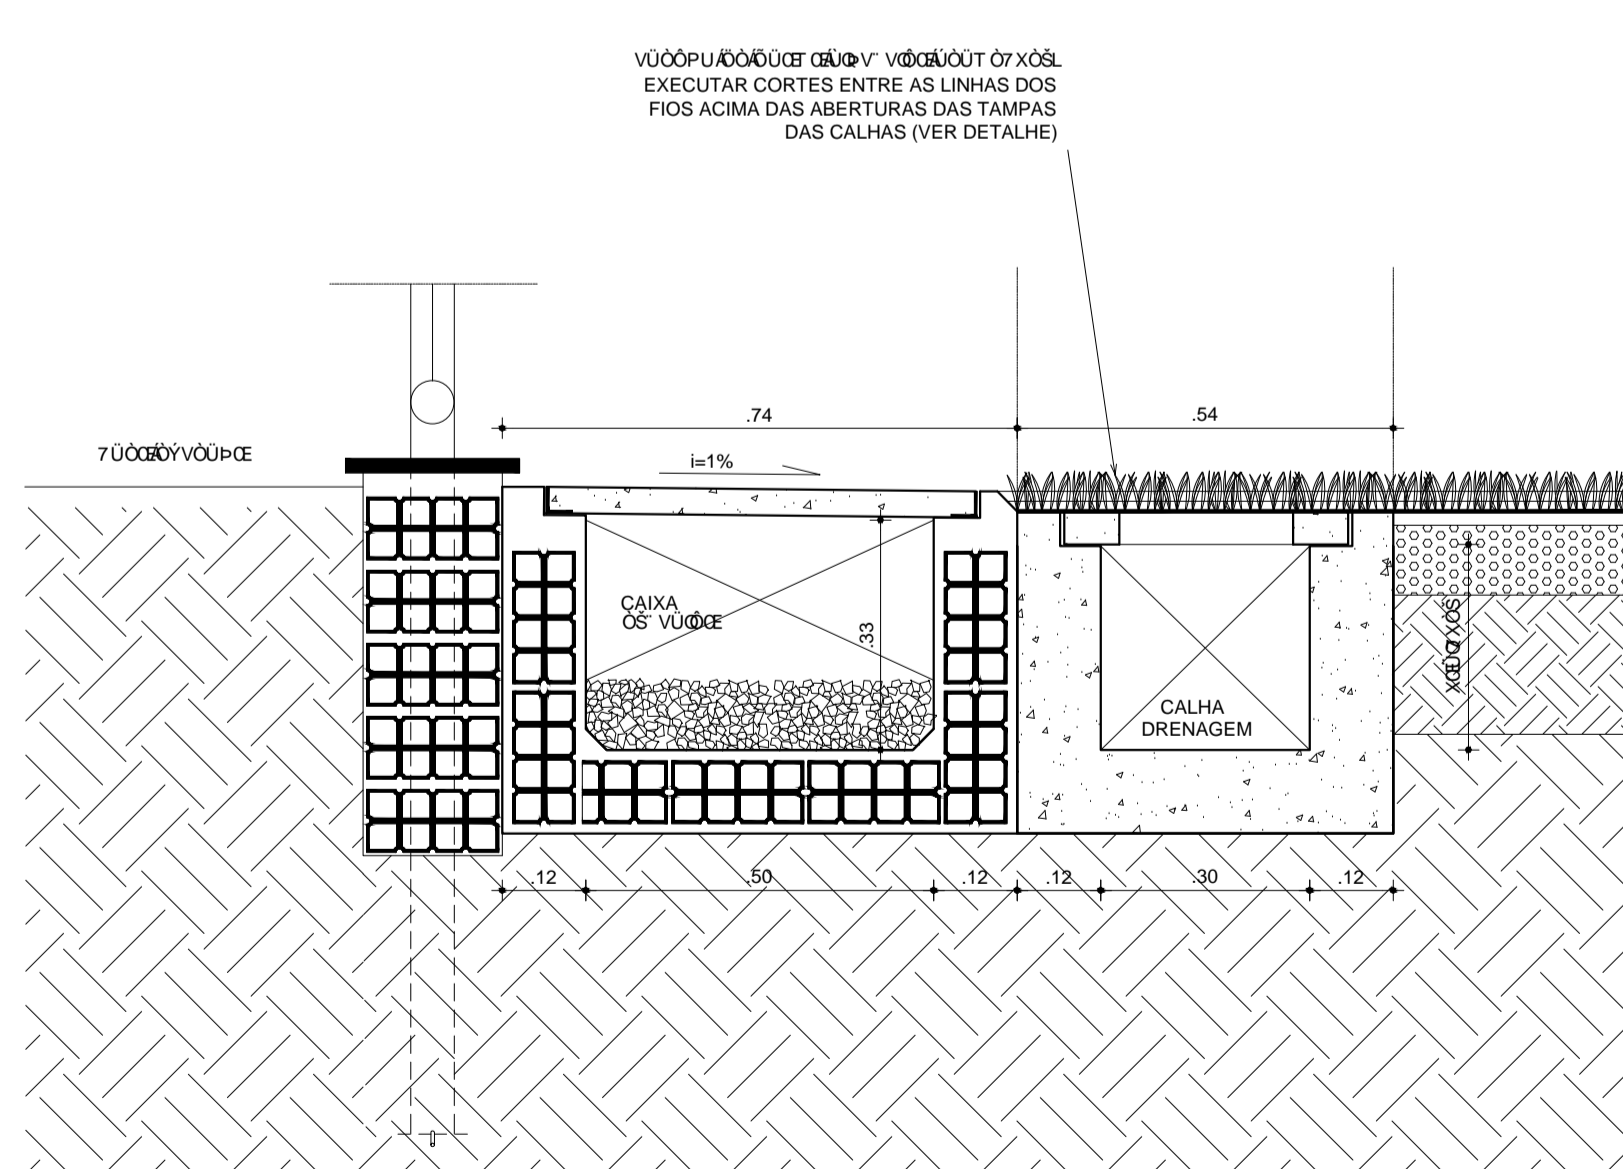 EXECUTAR CORTES ENTRE AS LINHAS DOS
FIOS ACIMA DAS ABERTURAS DAS TAMPAS
DAS CALHAS (VER DETALHE)
.74
.54
i=1%
CAIXA
.33
CALHA
DRENAGEM
.12
.50
.12
.12
.30
.12